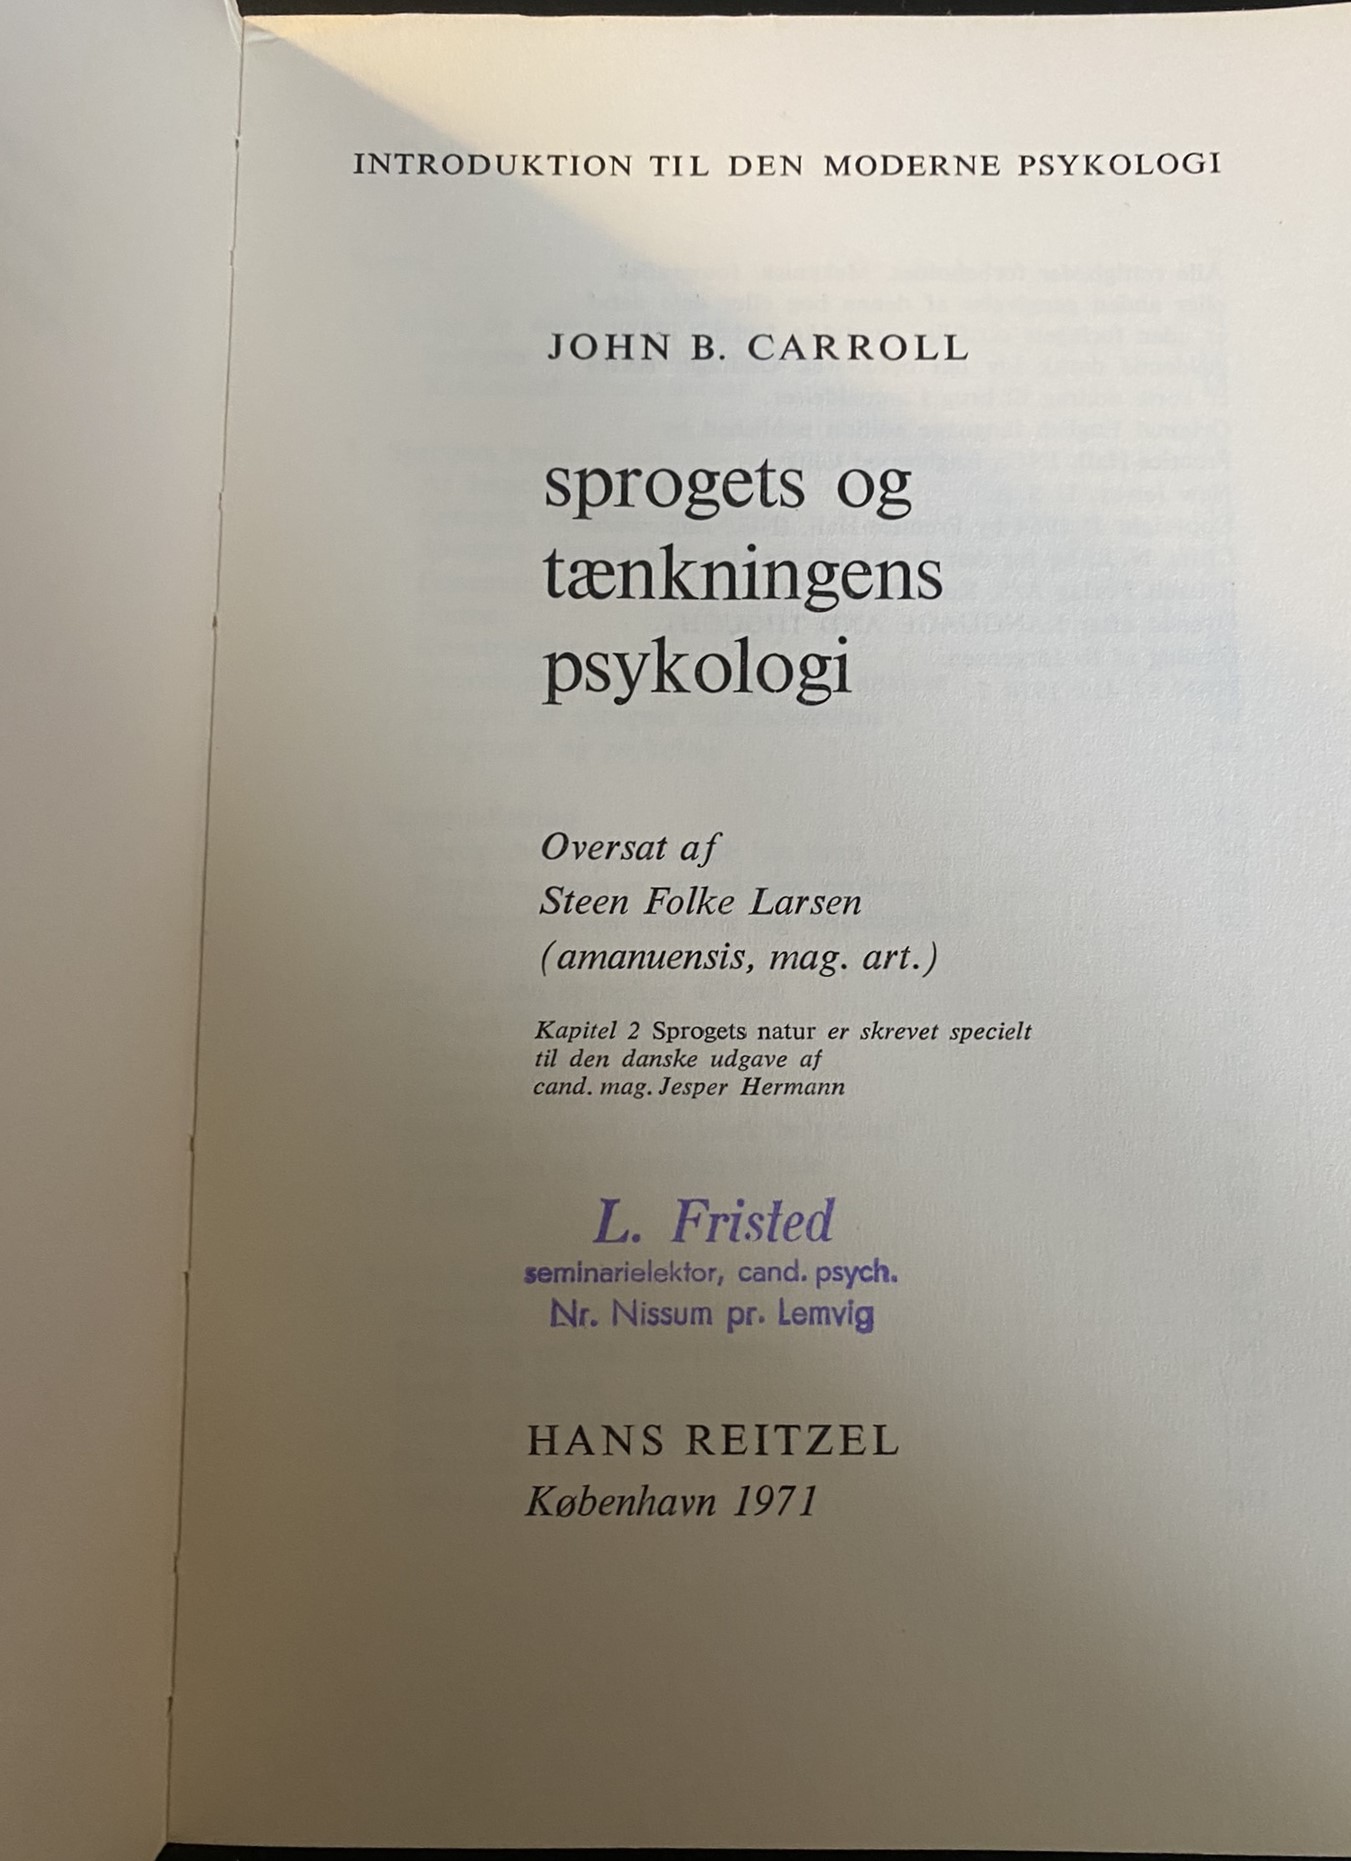 INTRODUKTION TIL DEN MODERNE PSYKOLOGI
JOHN B. CARROLL
sprogets og
tænkningens
psykologi
Oversat af
Steen Folke Larsen
(amanuensis, mag. art.)
Kapitel 2 Sprogets natur er skrevet specielt
til den danske udgave af
cand. mag. Jesper Hermann
L. Fristed
seminarielektor, cand. psych.
Nr. Nissum pr. Lemvig
HANS REITZEL
København 1971